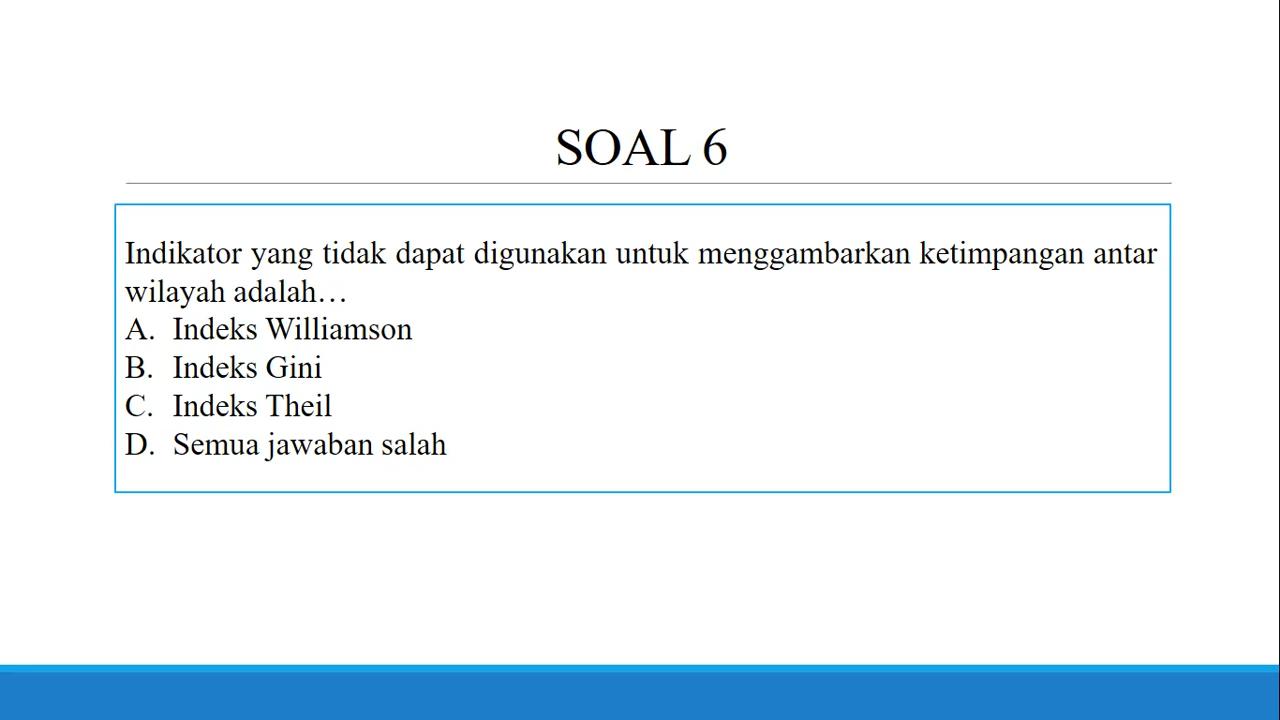 SOAL 6
Indikator yang tidak dapat digunakan untuk menggambarkan ketimpangan antar
wilayah adalah…
A. Indeks Williamson
B. Indeks Gini
C. Indeks Theil
D. Semua jawaban salah